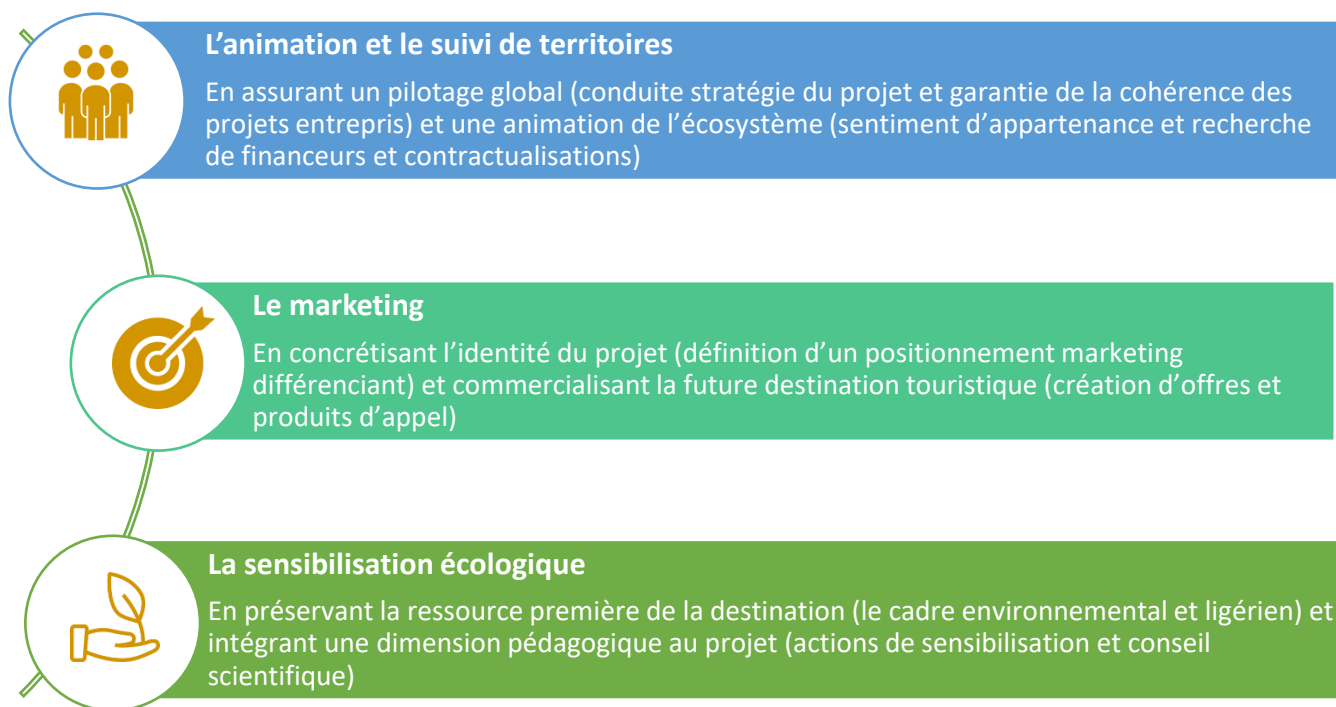 L’animation et le suivi de territoires
En assurant un pilotage global (conduite stratégie du projet et garantie de la cohérence des
projets entrepris) et une animation de l’écosystème (sentiment d’appartenance et recherche
de financeurs et contractualisations)
Le marketing
En concrétisant l’identité du projet (définition d’un positionnement marketing
différenciant) et commercialisant la future destination touristique (création d’offres et
produits d’appel)
La sensibilisation écologique
En préservant la ressource première de la destination (le cadre environnemental et ligérien) et
intégrant une dimension pédagogique au projet (actions de sensibilisation et conseil
scientifique)